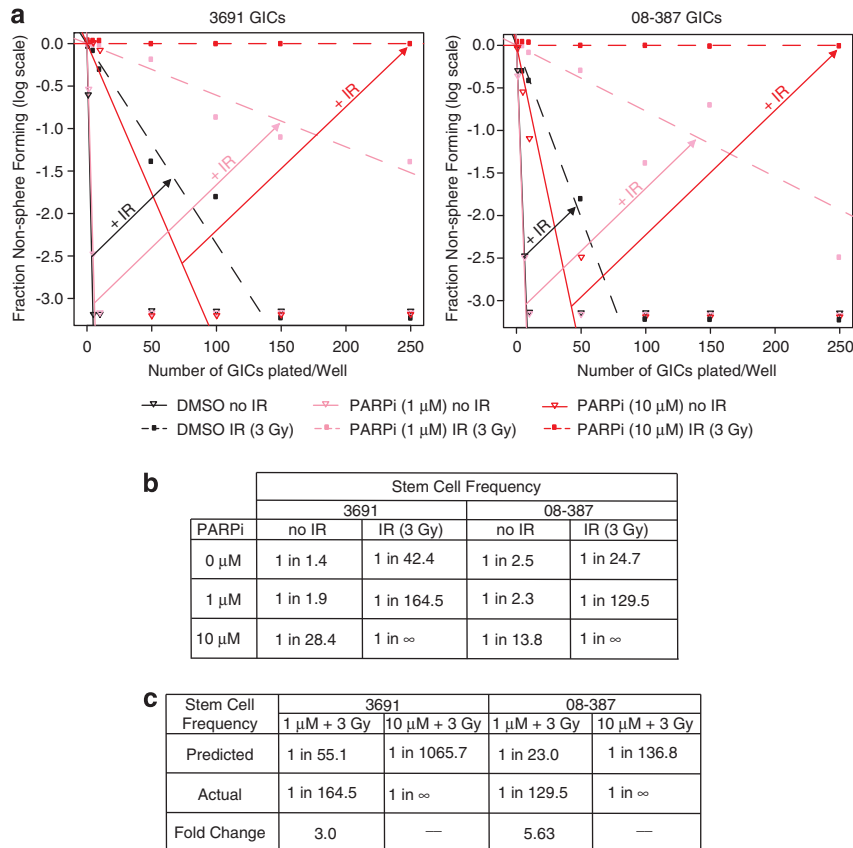 a
3691 GICs
08-387 GICs
Fraction Non-sphere Forming (log scale)
0.0
-0.5
-1.0
-1.5
-2.0
-2.5
-3.0
+ IR
+ IR
+ IR
0
50
100
150
200
250
Number of GICs plated/Well
Fraction Non-sphere Forming (log scale)
0.0
-0.5
-1.0
-1.5
-2.0
-2.5
-3.0
+ IR
+ IR
+ IR
0
50
100
150
200
250
Number of GICs plated/Well
DMSO no IR
PARPi (1 μM) no IR
PARPi (10 μM) no IR
DMSO IR (3 Gy)
PARPi (1 μM) IR (3 Gy)
PARPi (10 μM) IR (3 Gy)
b
Stem Cell Frequency
3691 08-387
PARPi no IR IR (3 Gy) no IR IR (3 Gy)
0 μM 1 in 1.4 1 in 42.4 1 in 2.5 1 in 24.7
1 μM 1 in 1.9 1 in 164.5 1 in 2.3 1 in 129.5
10 μM 1 in 28.4 1 in ∞ 1 in 13.8 1 in ∞
c
Stem Cell Frequency 3691 08-387
1 μM + 3 Gy 10 μM + 3 Gy 1 μM + 3 Gy 10 μM + 3 Gy
Predicted 1 in 55.1 1 in 1065.7 1 in 23.0 1 in 136.8
Actual 1 in 164.5 1 in ∞ 1 in 129.5 1 in ∞
Fold Change 3.0 — 5.63 —